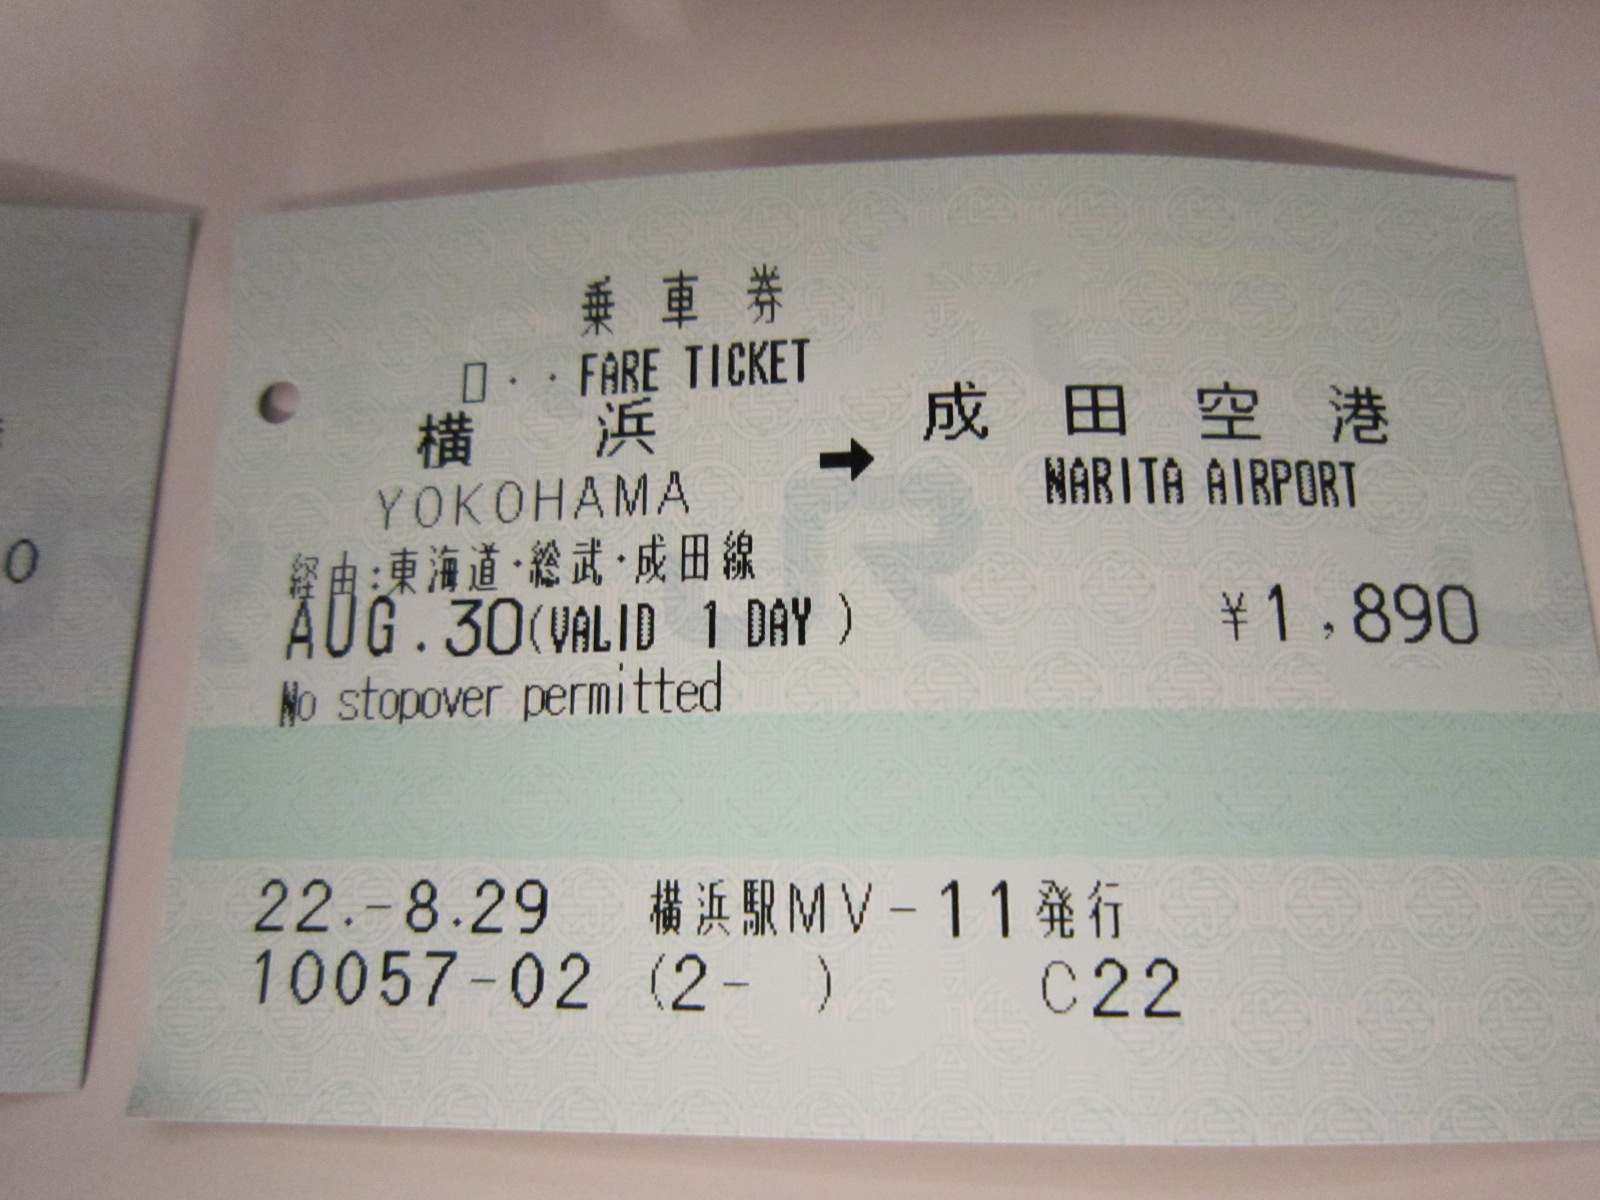 乗車券
□・・FARE TICKET
横浜 → 成田空港
YOKOHAMA NARITA AIRPORT
経由:東海道・総武・成田線
AUG.30(VALID 1 DAY ) ¥1,890
No stopover permitted
22.-8.29 横浜駅MV-11発行
10057-02 (2- ) C22